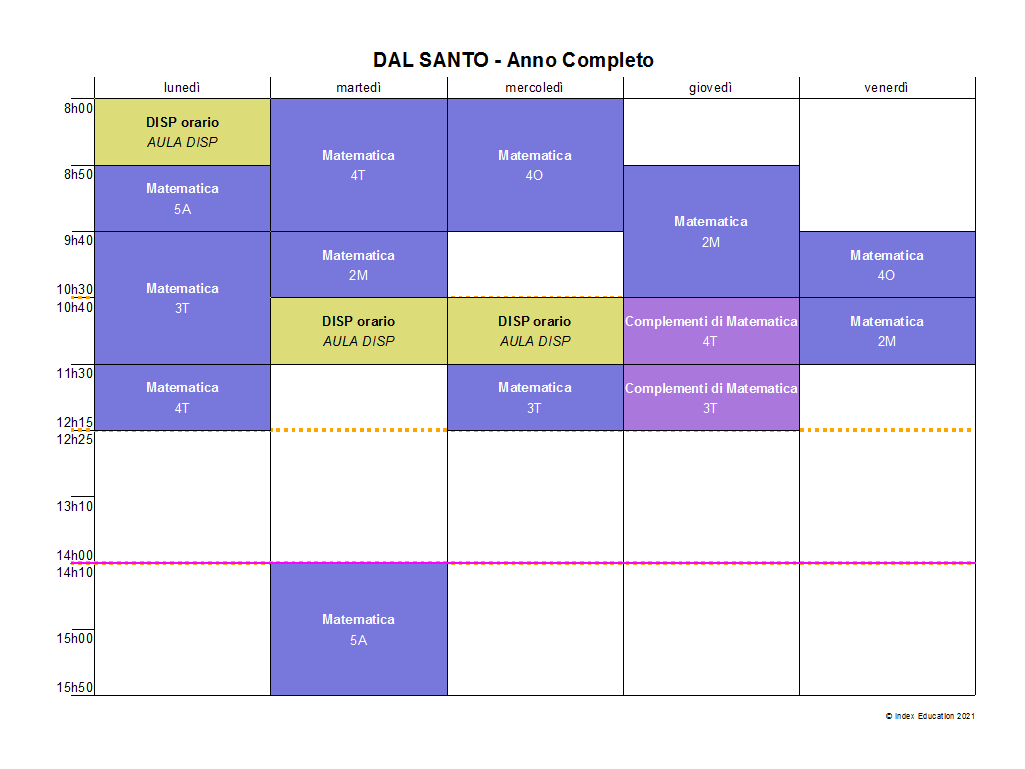 DAL SANTO - Anno Completo
lunedì
martedì
mercoledì
giovedì
venerdì
8h00
DISP orario
AULA DISP
Matematica
4T
Matematica
4O
8h50
Matematica
5A
Matematica
2M
9h40
Matematica
3T
Matematica
2M
Matematica
4O
10h30
10h40
DISP orario
AULA DISP
DISP orario
AULA DISP
Complementi di Matematica
4T
Matematica
2M
11h30
Matematica
4T
Matematica
3T
Complementi di Matematica
3T
12h15
12h25
13h10
14h00
14h10
Matematica
5A
15h00
15h50
© Index Education 2021